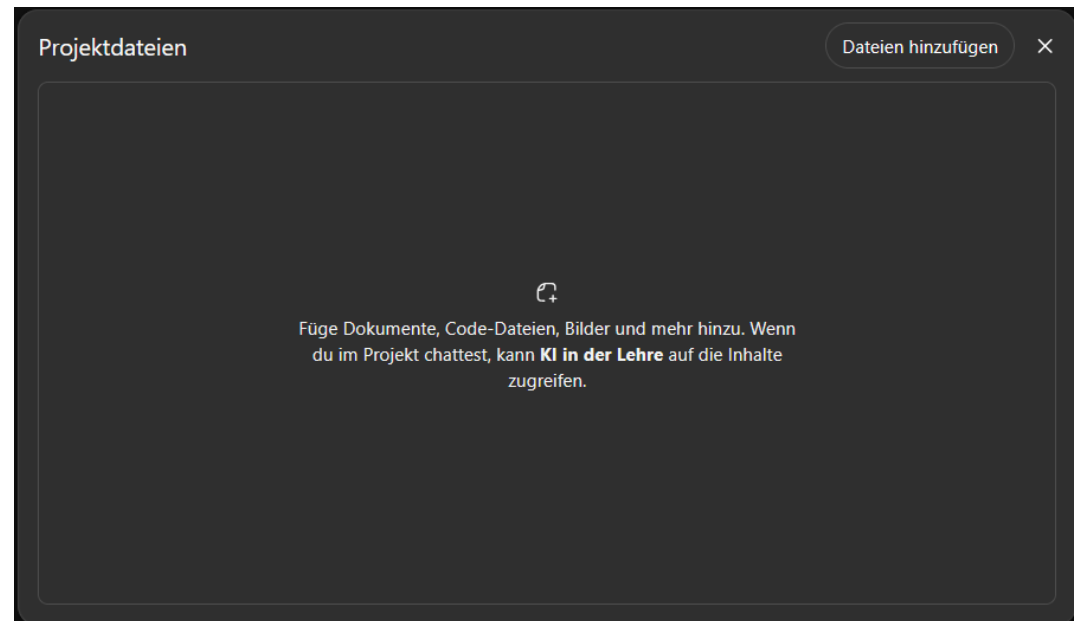 Projektdateien
Dateien hinzufügen
Füge Dokumente, Code-Dateien, Bilder und mehr hinzu. Wenn
du im Projekt chattest, kann KI in der Lehre auf die Inhalte
zugreifen.